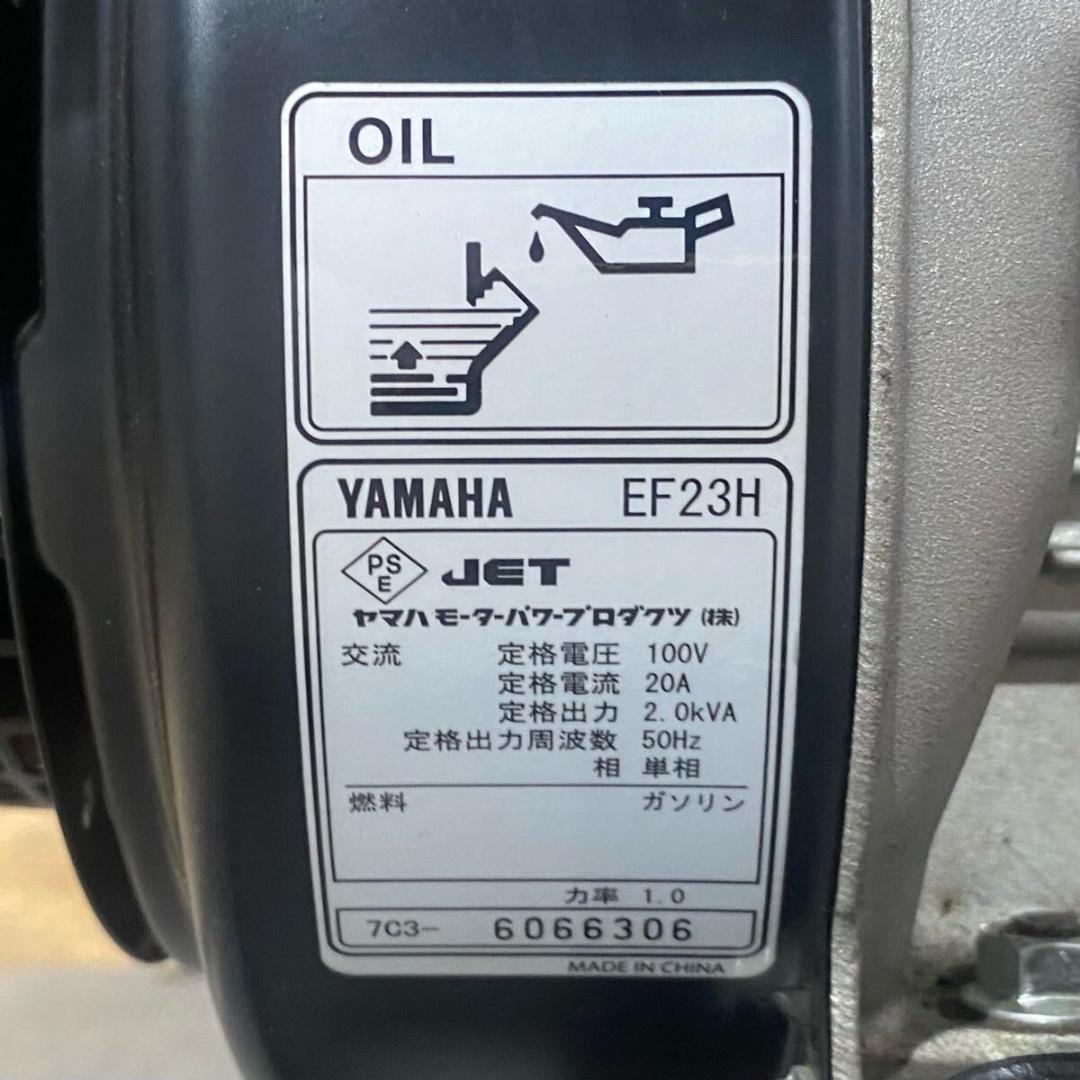 OIL
YAMAHA EF23H
PS
E
JET
ヤマハモーターパワープロダクツ(株)
交流 定格電圧 100V
定格電流 20A
定格出力 2.0kVA
定格出力周波数 50Hz
相 単相
燃料 ガソリン
力率 1.0
7C3- 6066306
MADE IN CHINA